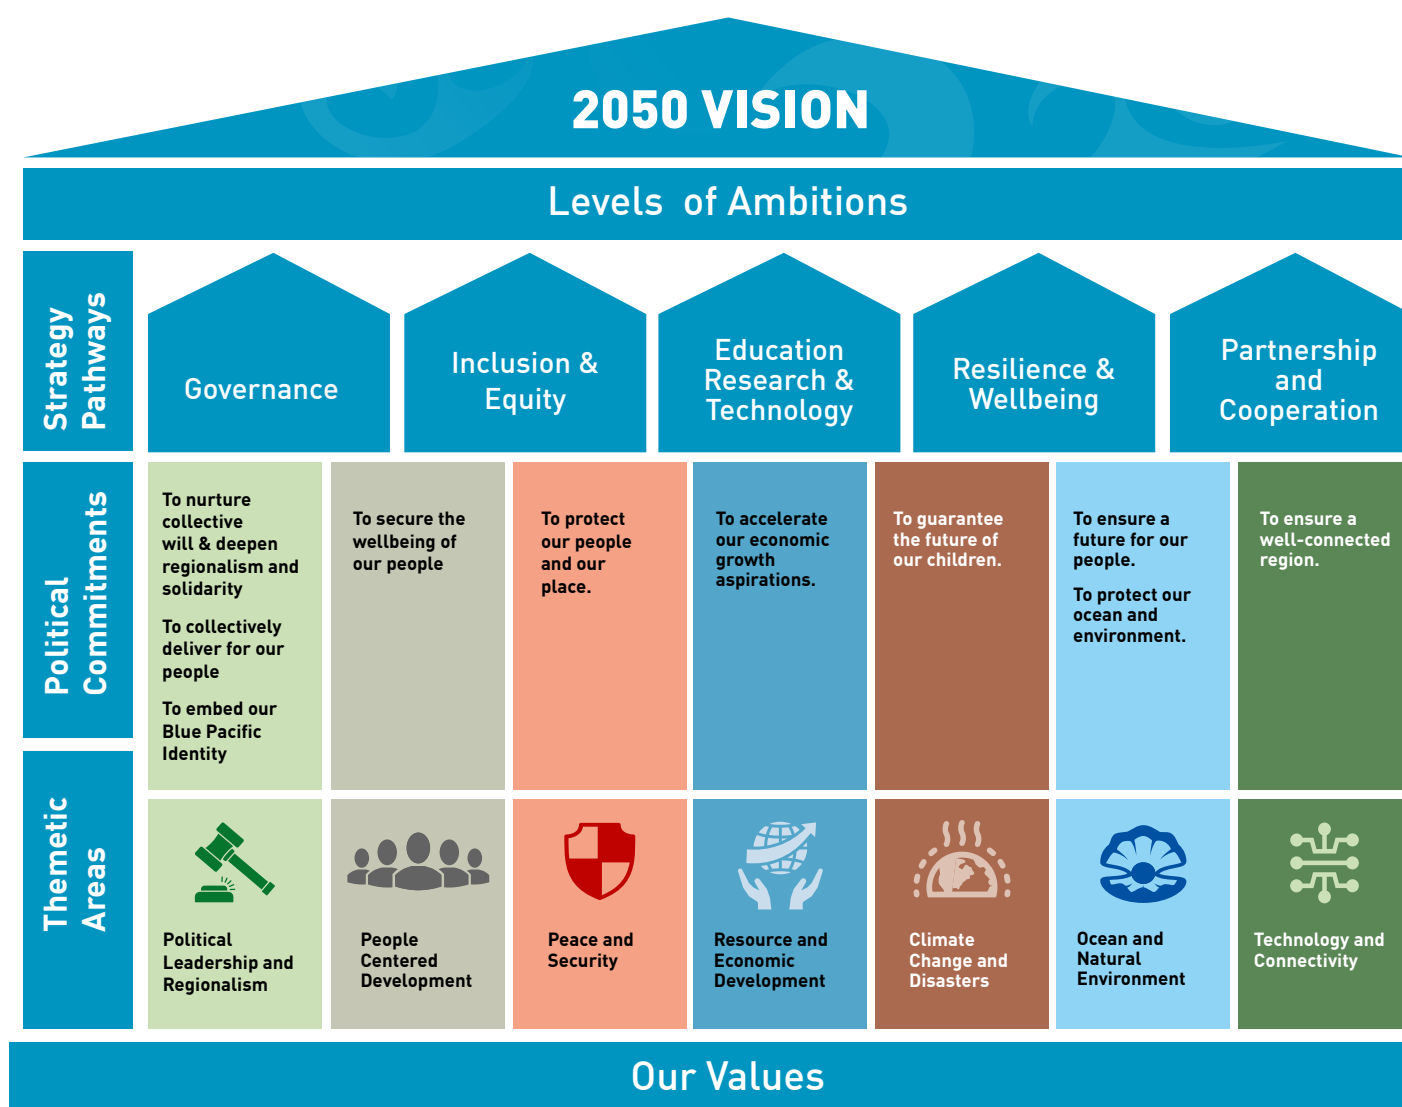 2050 VISION
Levels of Ambitions
Strategy
Pathways
Governance
Inclusion &
Equity
Education
Research &
Technology
Resilience &
Wellbeing
Partnership
and
Cooperation
Political
Commitments
To nurture
collective
will & deepen
regionalism and
solidarity
To collectively
deliver for our
people
To embed our
Blue Pacific
Identity
To secure the
wellbeing of
our people
To protect
our people
and our
place.
To accelerate
our economic
growth
aspirations.
To guarantee
the future of
our children.
To ensure a
future for our
people.
To protect our
ocean and
environment.
To ensure a
well-connected
region.
Themetic
Areas
Political
Leadership and
Regionalism
People
Centered
Development
Peace and
Security
Resource and
Economic
Development
Climate
Change and
Disasters
Ocean and
Natural
Environment
Technology and
Connectivity
Our Values